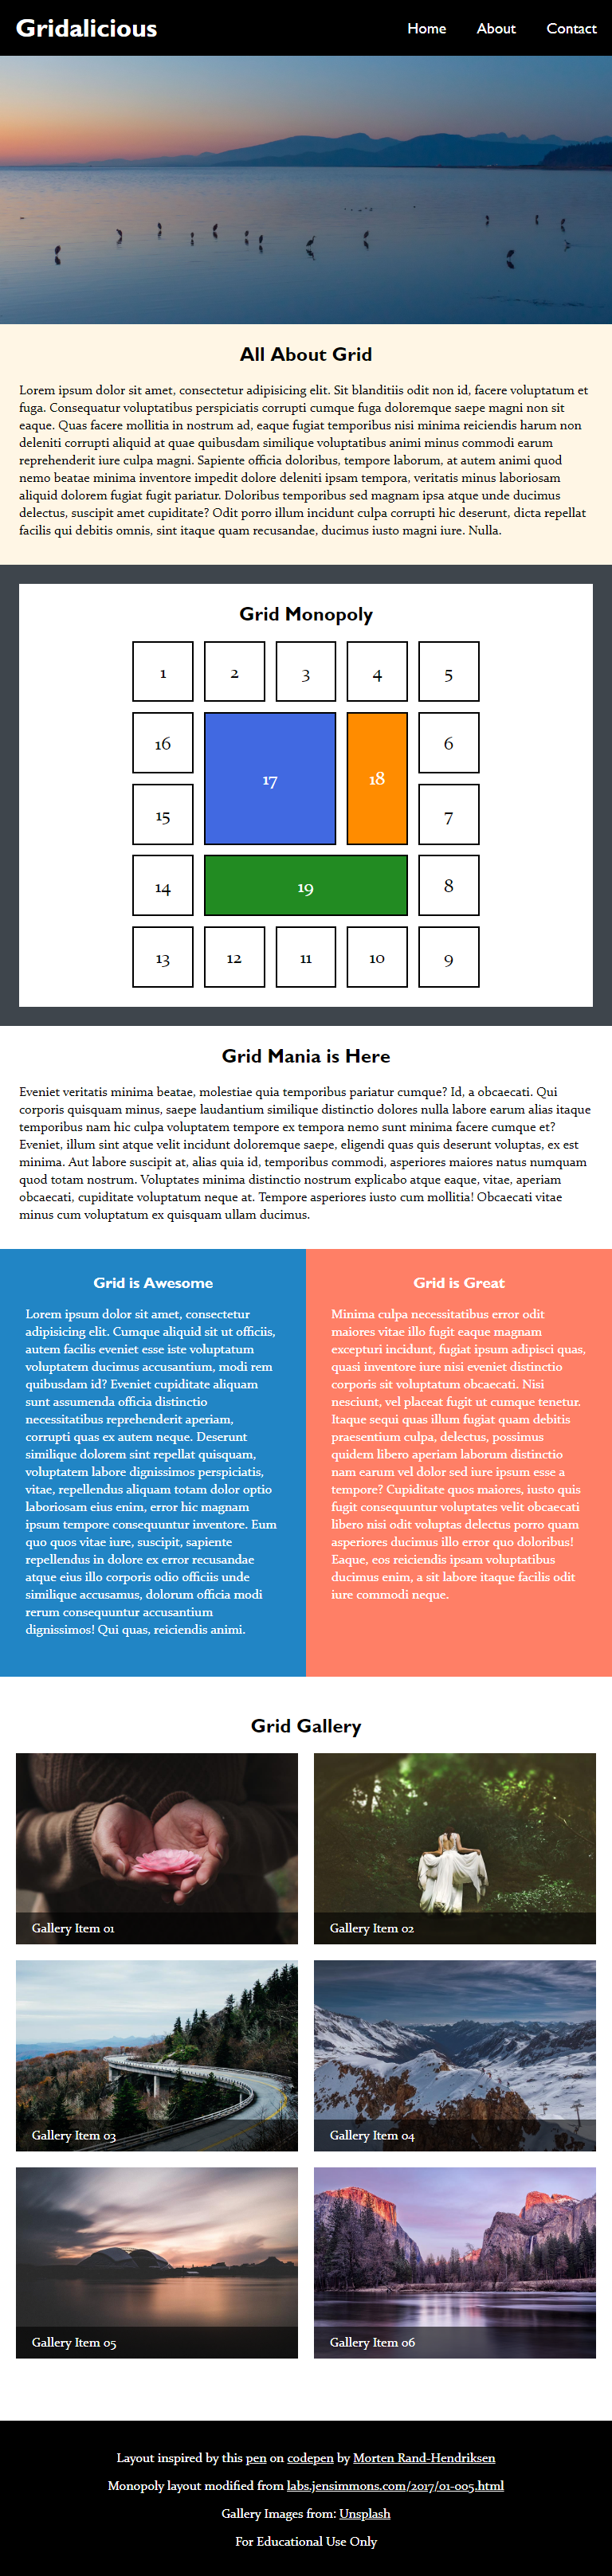 Gridalicious
Home About Contact
All About Grid
Lorem ipsum dolor sit amet, consectetur adipisicing elit. Sit blanditiis odit non id, facere voluptatum et
fuga. Consequatur voluptatibus perspiciatis corrupti cumque fuga doloremque saepe magni non sit
eaque. Quas facere mollitia in nostrum ad, eaque fugiat temporibus nisi minima reiciendis harum non
deleniti corrupti aliquid at quae quibusdam similique voluptatibus animi minus commodi earum
reprehenderit iure culpa magni. Sapiente officia doloribus, tempore laborum, at autem animi quod
nemo beatae minima inventore impedit dolore deleniti ipsam tempora, veritatis minus laboriosam
aliquid dolorem fugiat fugit pariatur. Doloribus temporibus sed magnam ipsa atque unde ducimus
delectus, suscipit amet cupiditate? Odit porro illum incidunt culpa corrupti hic deserunt, dicta repellat
facilis qui debitis omnis, sint itaque quam recusandae, ducimus iusto magni iure. Nulla.
Grid Monopoly
1 2 3 4 5
16 17 18 6
15 7
14 19 8
13 12 11 10 9
Grid Mania is Here
Eveniet veritatis minima beatae, molestiae quia temporibus pariatur cumque? Id, a obcaecati. Qui
corporis quisquam minus, saepe laudantium similique distinctio dolores nulla labore earum alias itaque
temporibus nam hic culpa voluptatem tempore ex tempora nemo sunt minima facere cumque et?
Eveniet, illum sint atque velit incidunt doloremque saepe, eligendi quas quis deserunt voluptas, ex est
minima. Aut labore suscipit at, alias quia id, temporibus commodi, asperiores maiores natus numquam
quod totam nostrum. Voluptates minima distinctio nostrum explicabo atque eaque, vitae, aperiam
obcaecati, cupiditate voluptatum neque at. Tempore asperiores iusto cum mollitia! Obcaecati vitae
minus cum voluptatum ex quisquam ullam ducimus.
Grid is Awesome
Lorem ipsum dolor sit amet, consectetur
adipisicing elit. Cumque aliquid sit ut officiis,
autem facilis eveniet esse iste voluptatum
voluptatem ducimus accusantium, modi rem
quibusdam id? Eveniet cupiditate aliquam
sunt assumenda officia distinctio
necessitatibus reprehenderit aperiam,
corrupti quas ex autem neque. Deserunt
similique dolorem sint repellat quisquam,
voluptatem labore dignissimos perspiciatis,
vitae, repellendus aliquam totam dolor optio
laboriosam eius enim, error hic magnam
ipsum tempore consequuntur inventore. Eum
quo quos vitae iure, suscipit, sapiente
repellendus in dolore ex error recusandae
atque eius illo corporis odio officiis unde
similique accusamus, dolorum officia modi
rerum consequuntur accusantium
dignissimos! Qui quas, reiciendis animi.
Grid is Great
Minima culpa necessitatibus error odit
maiores vitae illo fugit eaque magnam
excepturi incidunt, fugiat ipsum adipisci quas,
quasi inventore iure nisi eveniet distinctio
corporis sit voluptatum obcaecati. Nisi
nesciunt, vel placeat fugit ut cumque tenetur.
Itaque sequi quas illum fugiat quam debitis
praesentium culpa, delectus, possimus
quidem libero aperiam laborum distinctio
nam earum vel dolor sed iure ipsum esse a
tempore? Cupiditate quos maiores, iusto quis
fugit consequuntur voluptates velit obcaecati
libero nisi odit voluptas delectus porro quam
asperiores ducimus illo error quo doloribus!
Eaque, eos reiciendis ipsam voluptatibus
ducimus enim, a sit labore itaque facilis odit
iure commodi neque.
Grid Gallery
Gallery Item 01
Gallery Item 02
Gallery Item 03
Gallery Item 04
Gallery Item 05
Gallery Item 06
Layout inspired by this pen on codepen by Morten Rand-Hendriksen
Monopoly layout modified from labs.jensimmons.com/2017/01-005.html
Gallery Images from: Unsplash
For Educational Use Only